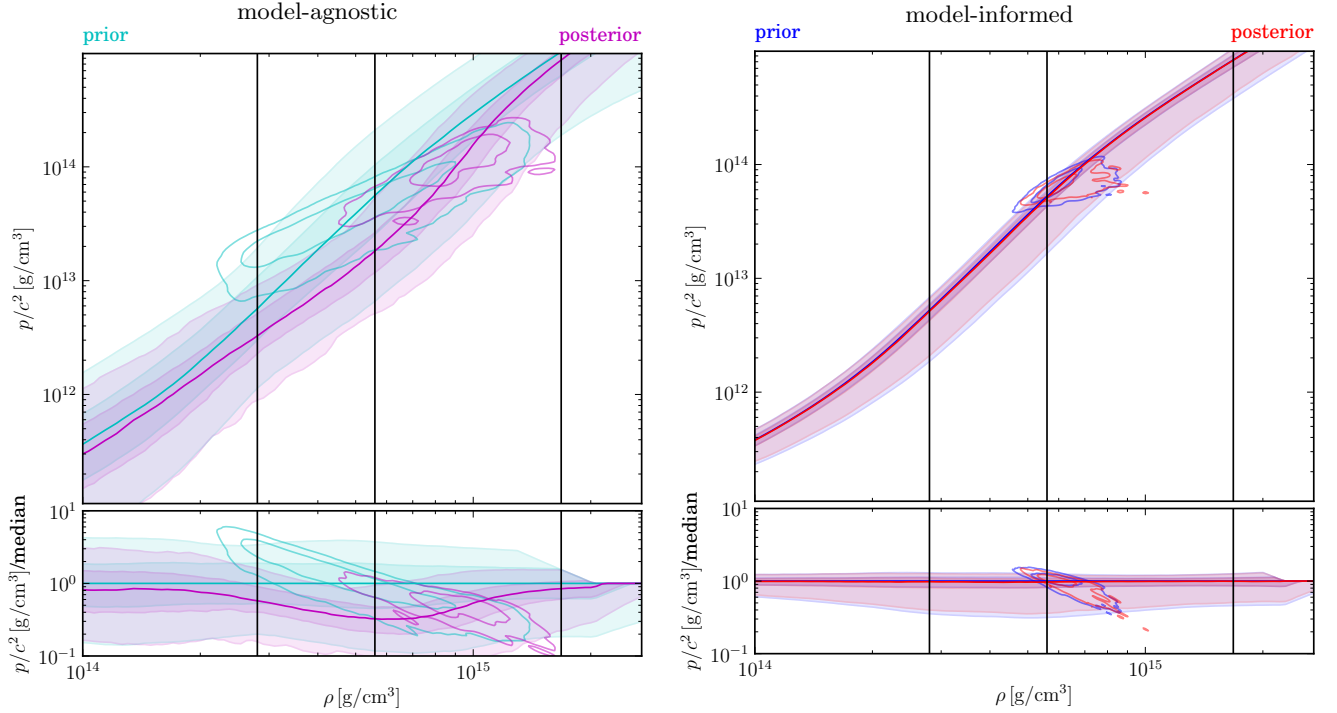 model-agnostic
prior posterior
10^14
10^13
10^12
p/c^2 [g/cm^3]
10^1
10^0
10^-1
p/c^2 [g/cm^3]/median
10^14 10^15
ρ [g/cm^3]
model-informed
prior posterior
10^14
10^13
10^12
p/c^2 [g/cm^3]
10^1
10^0
10^-1
p/c^2 [g/cm^3]/median
10^14 10^15
ρ [g/cm^3]